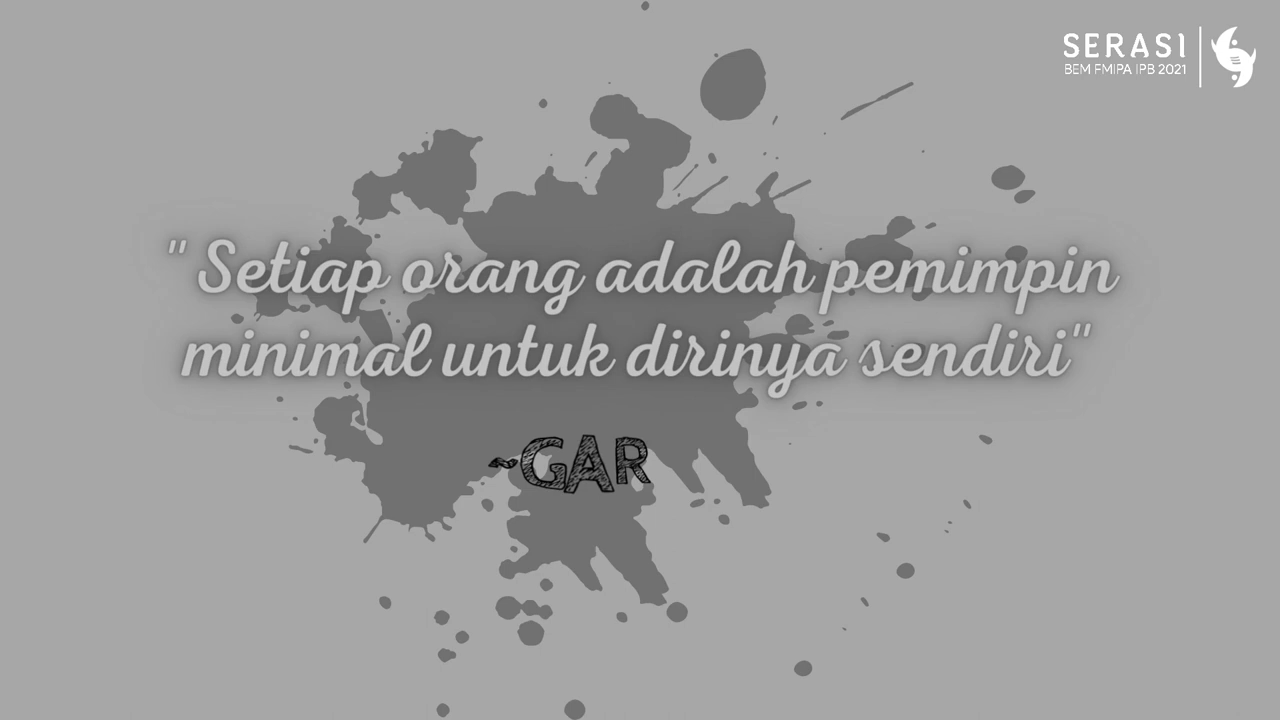 SERASI
BEM FMIPA IPB 2021
" Setiap orang adalah pemimpin
minimal untuk dirinya sendiri"
~GAR